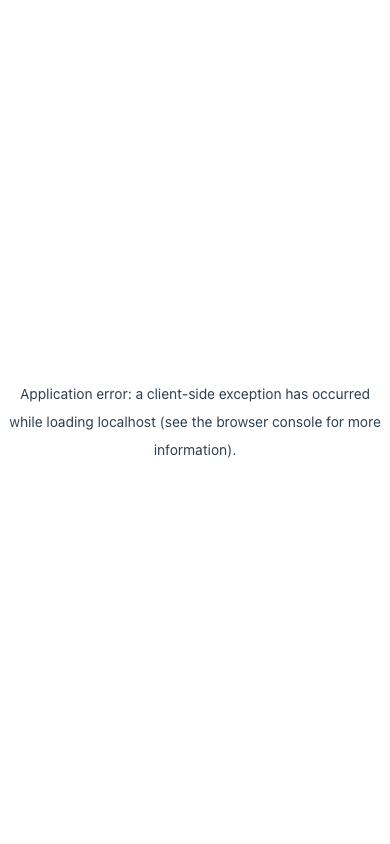 Application error: a client-side exception has occurred
while loading localhost (see the browser console for more
information).